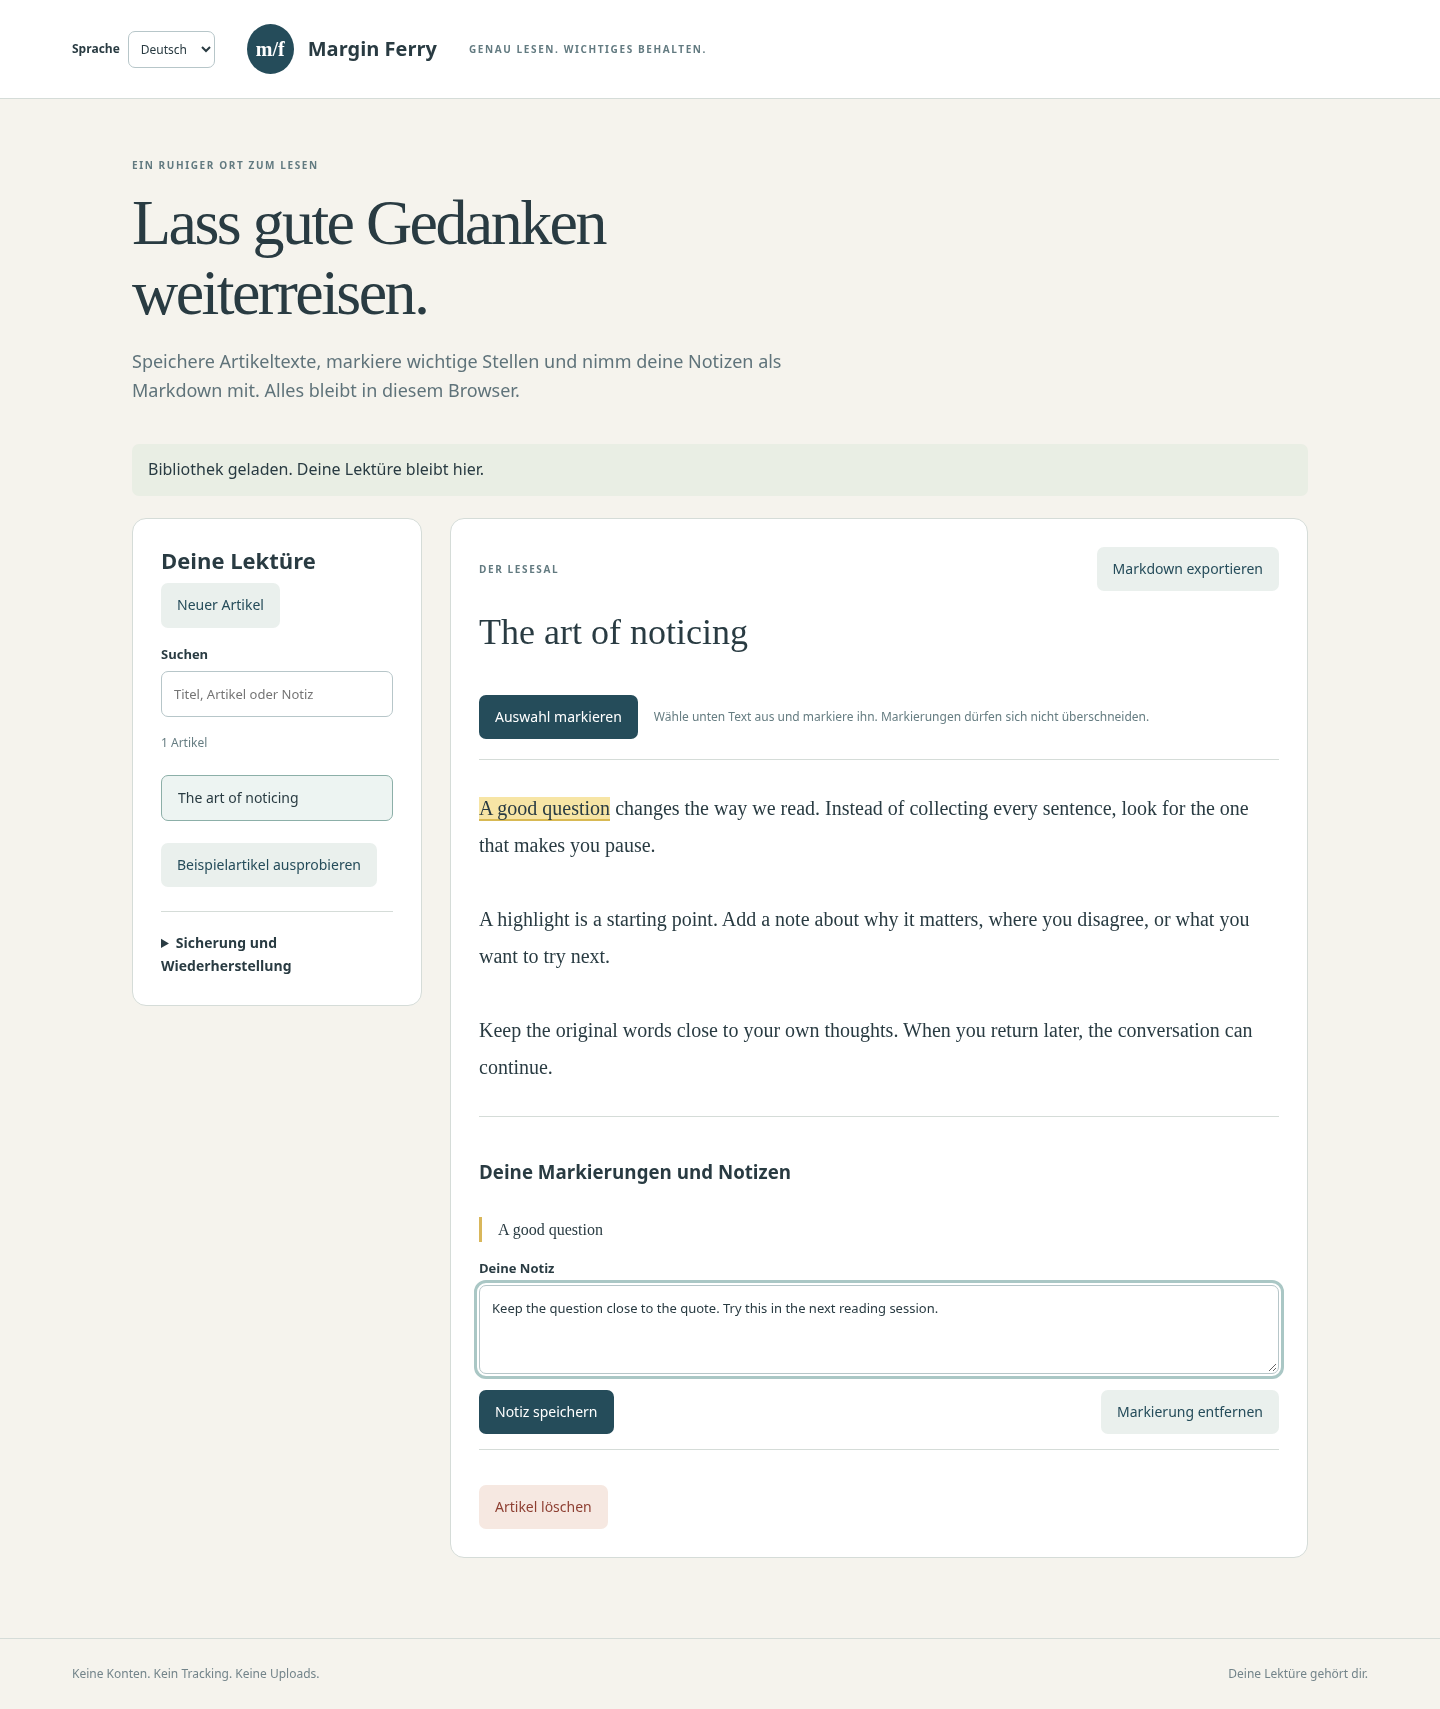 Sprache
Deutsch
m/f
Margin Ferry
GENAU LESEN. WICHTIGES BEHALTEN.
EIN RUHIGER ORT ZUM LESEN
Lass gute Gedanken
weiterreisen.
Speichere Artikeltexte, markiere wichtige Stellen und nimm deine Notizen als
Markdown mit. Alles bleibt in diesem Browser.
Bibliothek geladen. Deine Lektüre bleibt hier.
Deine Lektüre
Neuer Artikel
Suchen
Titel, Artikel oder Notiz
1 Artikel
The art of noticing
Beispielartikel ausprobieren
Sicherung und
Wiederherstellung
DER LESESAL
Markdown exportieren
The art of noticing
Auswahl markieren
Wähle unten Text aus und markiere ihn. Markierungen dürfen sich nicht überschneiden.
A good question changes the way we read. Instead of collecting every sentence, look for the one
that makes you pause.
A highlight is a starting point. Add a note about why it matters, where you disagree, or what you
want to try next.
Keep the original words close to your own thoughts. When you return later, the conversation can
continue.
Deine Markierungen und Notizen
A good question
Deine Notiz
Keep the question close to the quote. Try this in the next reading session.
Notiz speichern
Markierung entfernen
Artikel löschen
Keine Konten. Kein Tracking. Keine Uploads.
Deine Lektüre gehört dir.